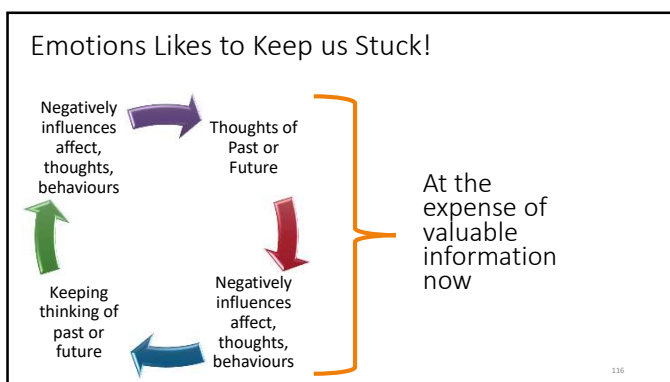 Emotions Likes to Keep us Stuck!
Negatively
influences
affect,
thoughts,
behaviours
Thoughts of
Past or
Future
Negatively
influences
affect,
thoughts,
behaviours
Keeping
thinking of
past or
future
At the
expense of
valuable
information
now
116